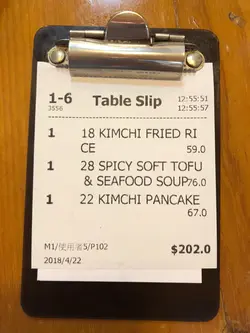 1-6 Table Slip 12:55:51
3556 12:55:57
1 18 KIMCHI FRIED RI
CE 59.0
1 28 SPICY SOFT TOFU
& SEAFOOD SOUP76.0
1 22 KIMCHI PANCAKE
67.0
M1/使用者5/P102 $202.0
2018/4/22